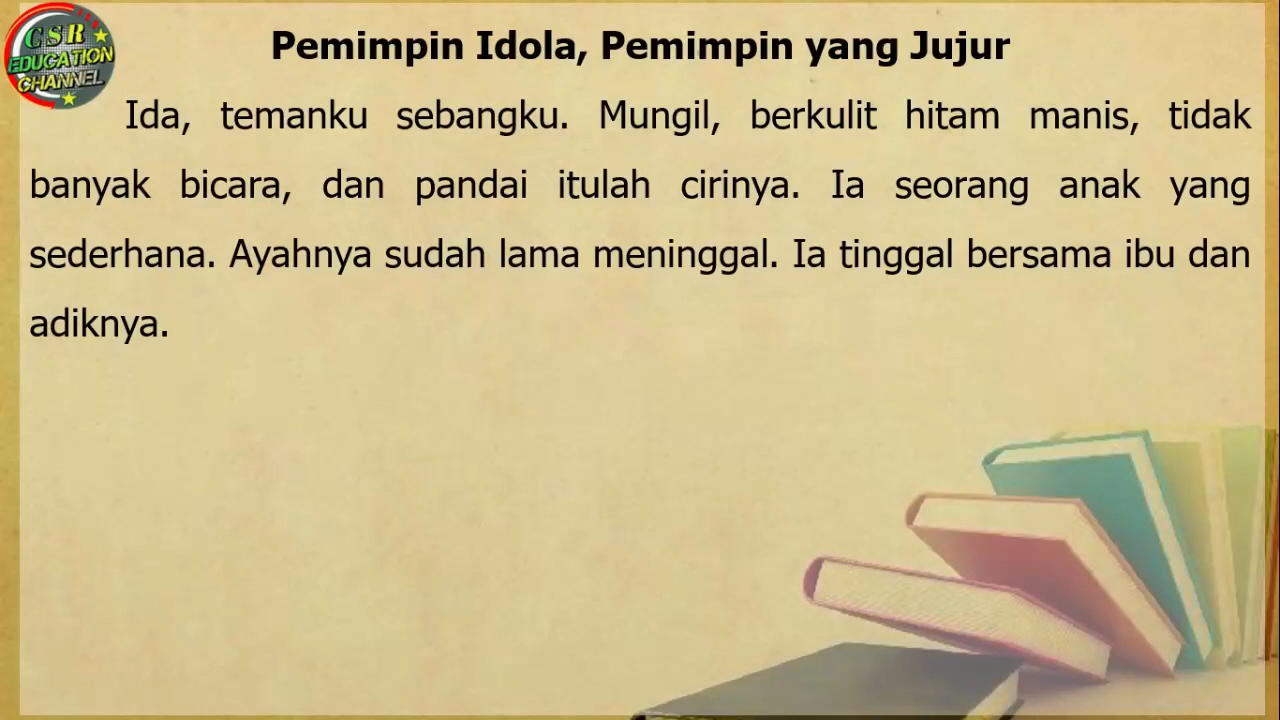 CSR
EDUCATION
CHANNEL
Pemimpin Idola, Pemimpin yang Jujur
Ida, temanku sebangku. Mungil, berkulit hitam manis, tidak
banyak bicara, dan pandai itulah cirinya. Ia seorang anak yang
sederhana. Ayahnya sudah lama meninggal. Ia tinggal bersama ibu dan
adiknya.